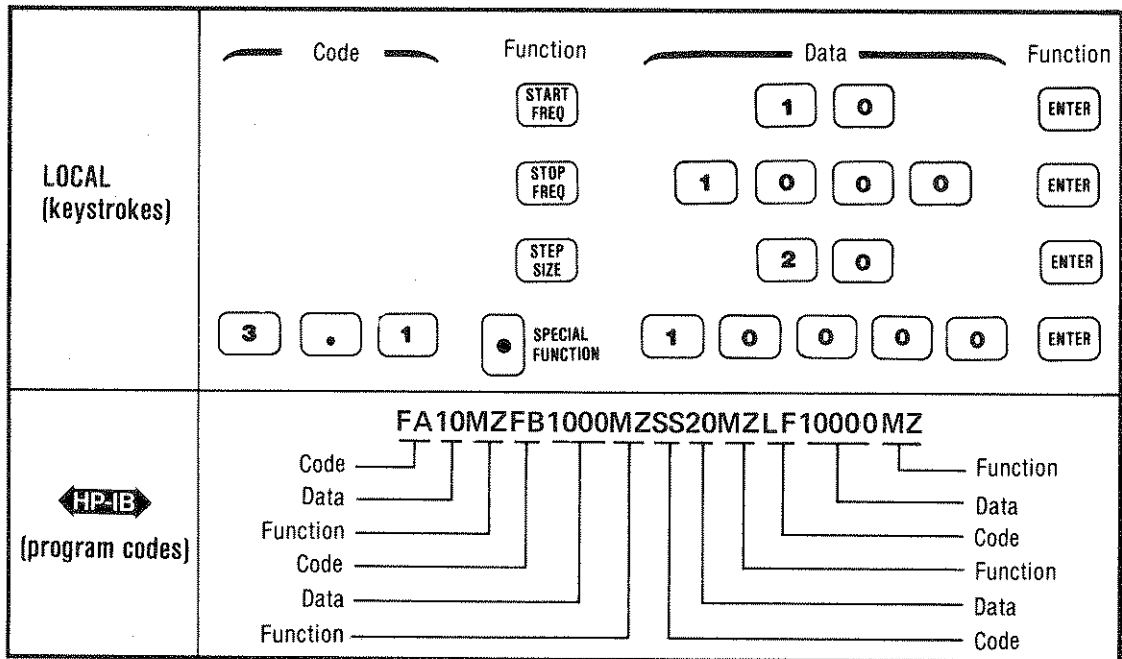 Code Function Data Function
START FREQ 1 0 ENTER
LOCAL (keystrokes)
STOP FREQ 1 0 0 0 ENTER
STEP SIZE 2 0 ENTER
3 . 1 • SPECIAL FUNCTION 1 0 0 0 0 ENTER
HP-IB
(program codes)
FA10MZFB1000MZSS20MZLF10000MZ
Code Function
Data Data
Function Code
Code Function
Data Data
Function Code